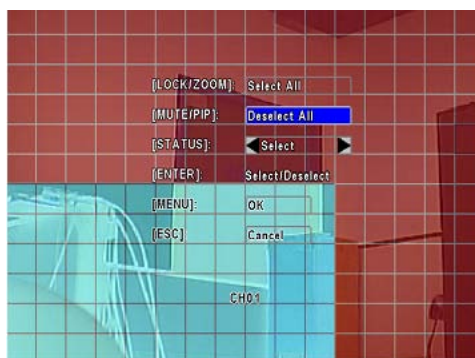 [LOCK/ZOOM]: Select All
[MUTE/PIP]: Deselect All
[STATUS]: Select
[ENTER]: Select/Deselect
[MENU]: OK
[ESC] Cancel
CH01